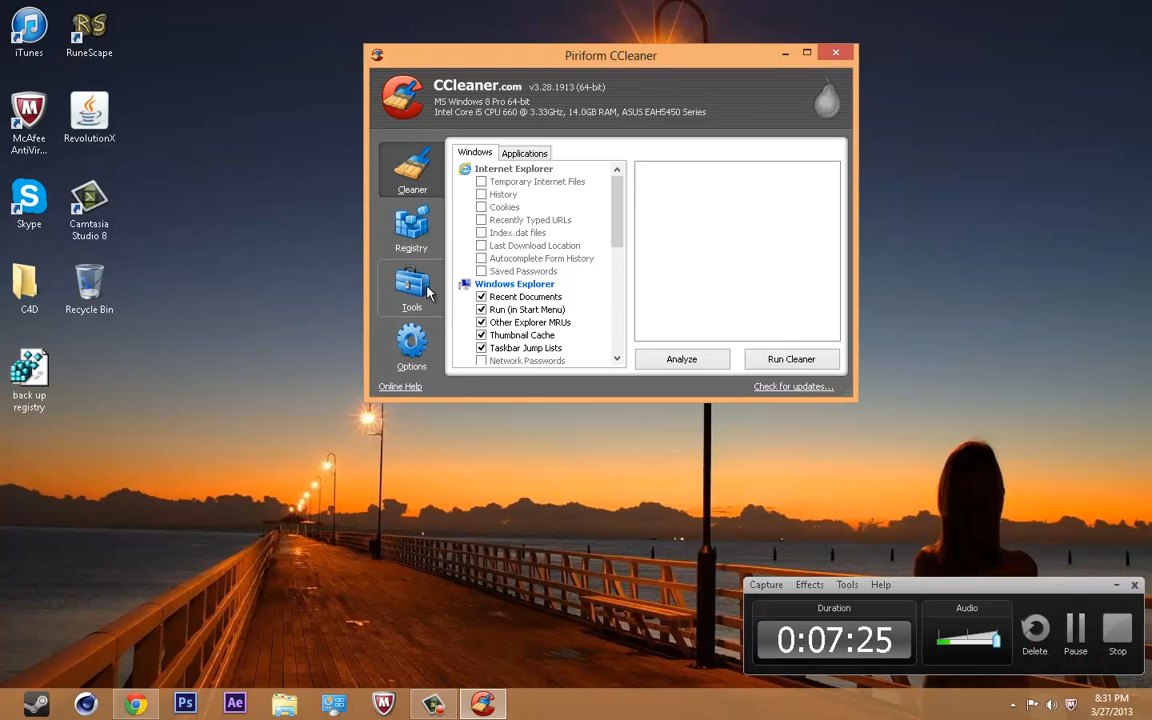 iTunes
RuneScape
McAfee
AntiVir...
RevolutionX
Skype
Camtasia
Studio 8
C4D
Recycle Bin
back up
registry
Piriform CCleaner
CCleaner.com v3.28.1913 (64-bit)
MS Windows 8 Pro 64-bit
Intel Core i5 CPU 660 @ 3.33GHz, 14.0GB RAM, ASUS EAH5450 Series
Cleaner
Registry
Tools
Options
Windows
Applications
Internet Explorer
Temporary Internet Files
History
Cookies
Recently Typed URLs
Index.dat files
Last Download Location
Autocomplete Form History
Saved Passwords
Windows Explorer
Recent Documents
Run (in Start Menu)
Other Explorer MRUs
Thumbnail Cache
Taskbar Jump Lists
Network Passwords
Analyze
Run Cleaner
Online Help
Check for updates...
Capture Effects Tools Help
Duration
0:07:25
Audio
Delete
Pause
Stop
Ps
Ae
8:31 PM
3/27/2013